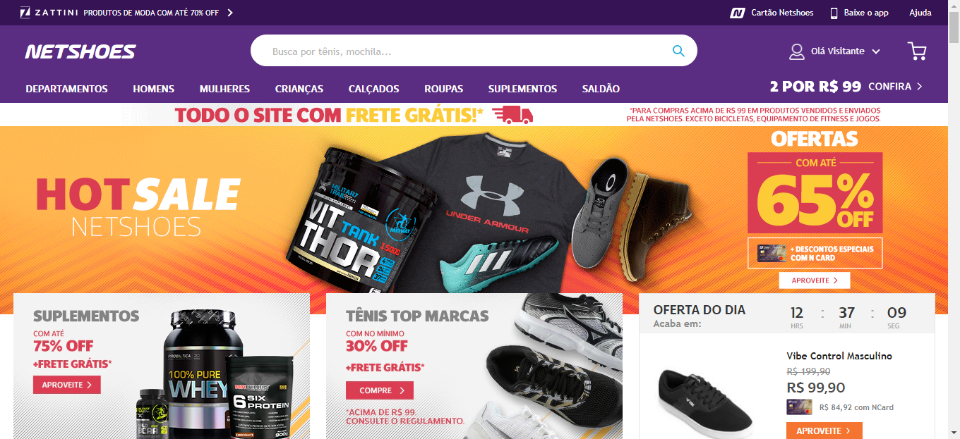 ZATTINI PRODUTOS DE MODA COM ATÉ 70% OFF
Cartão Netshoes
Baixe o app
Ajuda
NETSHOES
Busca por tênis, mochila...
Olá Visitante
DEPARTAMENTOS
HOMENS
MULHERES
CRIANÇAS
CALÇADOS
ROUPAS
SUPLEMENTOS
SALDÃO
2 POR R$ 99 CONFIRA
TODO O SITE COM FRETE GRÁTIS!*
*PARA COMPRAS ACIMA DE R$ 99 EM PRODUTOS VENDIDOS E ENVIADOS
PELA NETSHOES. EXCETO BICICLETAS, EQUIPAMENTO DE FITNESS E JOGOS.
HOT SALE
NETSHOES
MILITARY
TRAIL
VIT
TANK
THOR
UNDER ARMOUR
OFERTAS
COM ATÉ
65%
OFF
+ DESCONTOS ESPECIAIS
COM N CARD
APROVEITE
SUPLEMENTOS
COM ATÉ
75% OFF
+FRETE GRÁTIS*
APROVEITE
100% PURE
WHEY
6 SIX
PROTEIN
TÊNIS TOP MARCAS
COM NO MÍNIMO
30% OFF
+FRETE GRÁTIS*
COMPRE
*ACIMA DE R$ 99.
CONSULTE O REGULAMENTO.
OFERTA DO DIA
Acaba em:
12 : 37 : 09
HRS MIN SEG
Vibe Control Masculino
R$ 199,90
R$ 99,90
R$ 84,92 com NCard
APROVEITE